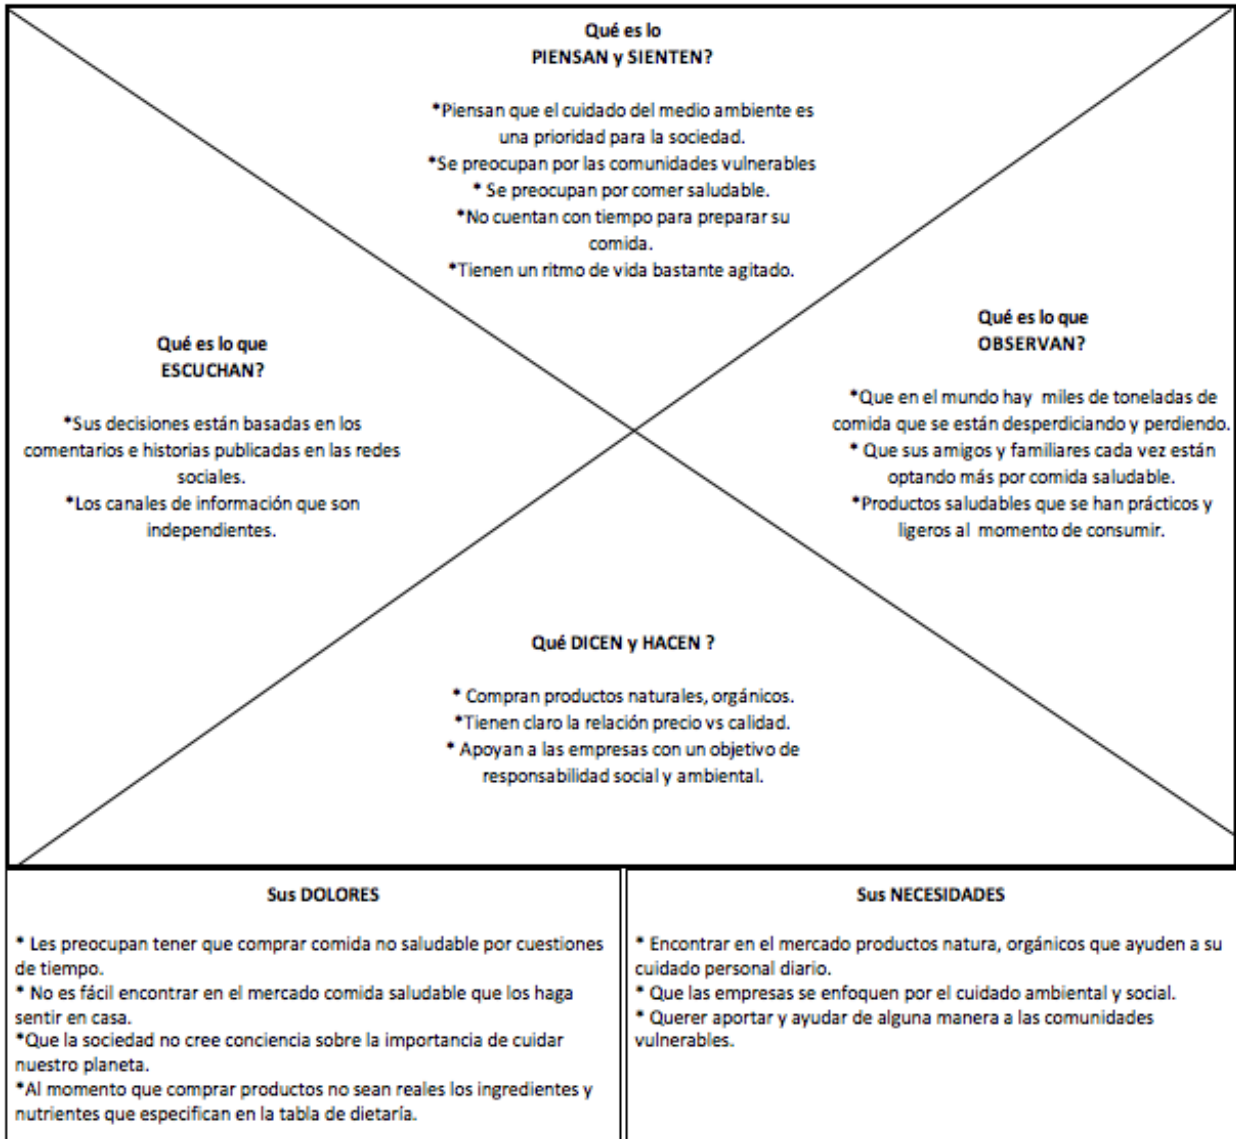 Qué es lo
PIENSAN y SIENTEN?
*Piensan que el cuidado del medio ambiente es
una prioridad para la sociedad.
*Se preocupan por las comunidades vulnerables
* Se preocupan por comer saludable.
*No cuentan con tiempo para preparar su
comida.
*Tienen un ritmo de vida bastante agitado.
Qué es lo que
ESCUCHAN?
*Sus decisiones están basadas en los
comentarios e historias publicadas en las redes
sociales.
*Los canales de información que son
independientes.
Qué es lo que
OBSERVAN?
*Que en el mundo hay miles de toneladas de
comida que se están desperdiciando y perdiendo.
* Que sus amigos y familiares cada vez están
optando más por comida saludable.
*Productos saludables que se han prácticos y
ligeros al momento de consumir.
Qué DICEN y HACEN ?
* Compran productos naturales, orgánicos.
*Tienen claro la relación precio vs calidad.
* Apoyan a las empresas con un objetivo de
responsabilidad social y ambiental.
Sus DOLORES
* Les preocupan tener que comprar comida no saludable por cuestiones
de tiempo.
* No es fácil encontrar en el mercado comida saludable que los haga
sentir en casa.
*Que la sociedad no cree conciencia sobre la importancia de cuidar
nuestro planeta.
*Al momento que comprar productos no sean reales los ingredientes y
nutrientes que especifican en la tabla de dietaría.
Sus NECESIDADES
* Encontrar en el mercado productos natura, orgánicos que ayuden a su
cuidado personal diario.
* Que las empresas se enfoquen por el cuidado ambiental y social.
* Querer aportar y ayudar de alguna manera a las comunidades
vulnerables.